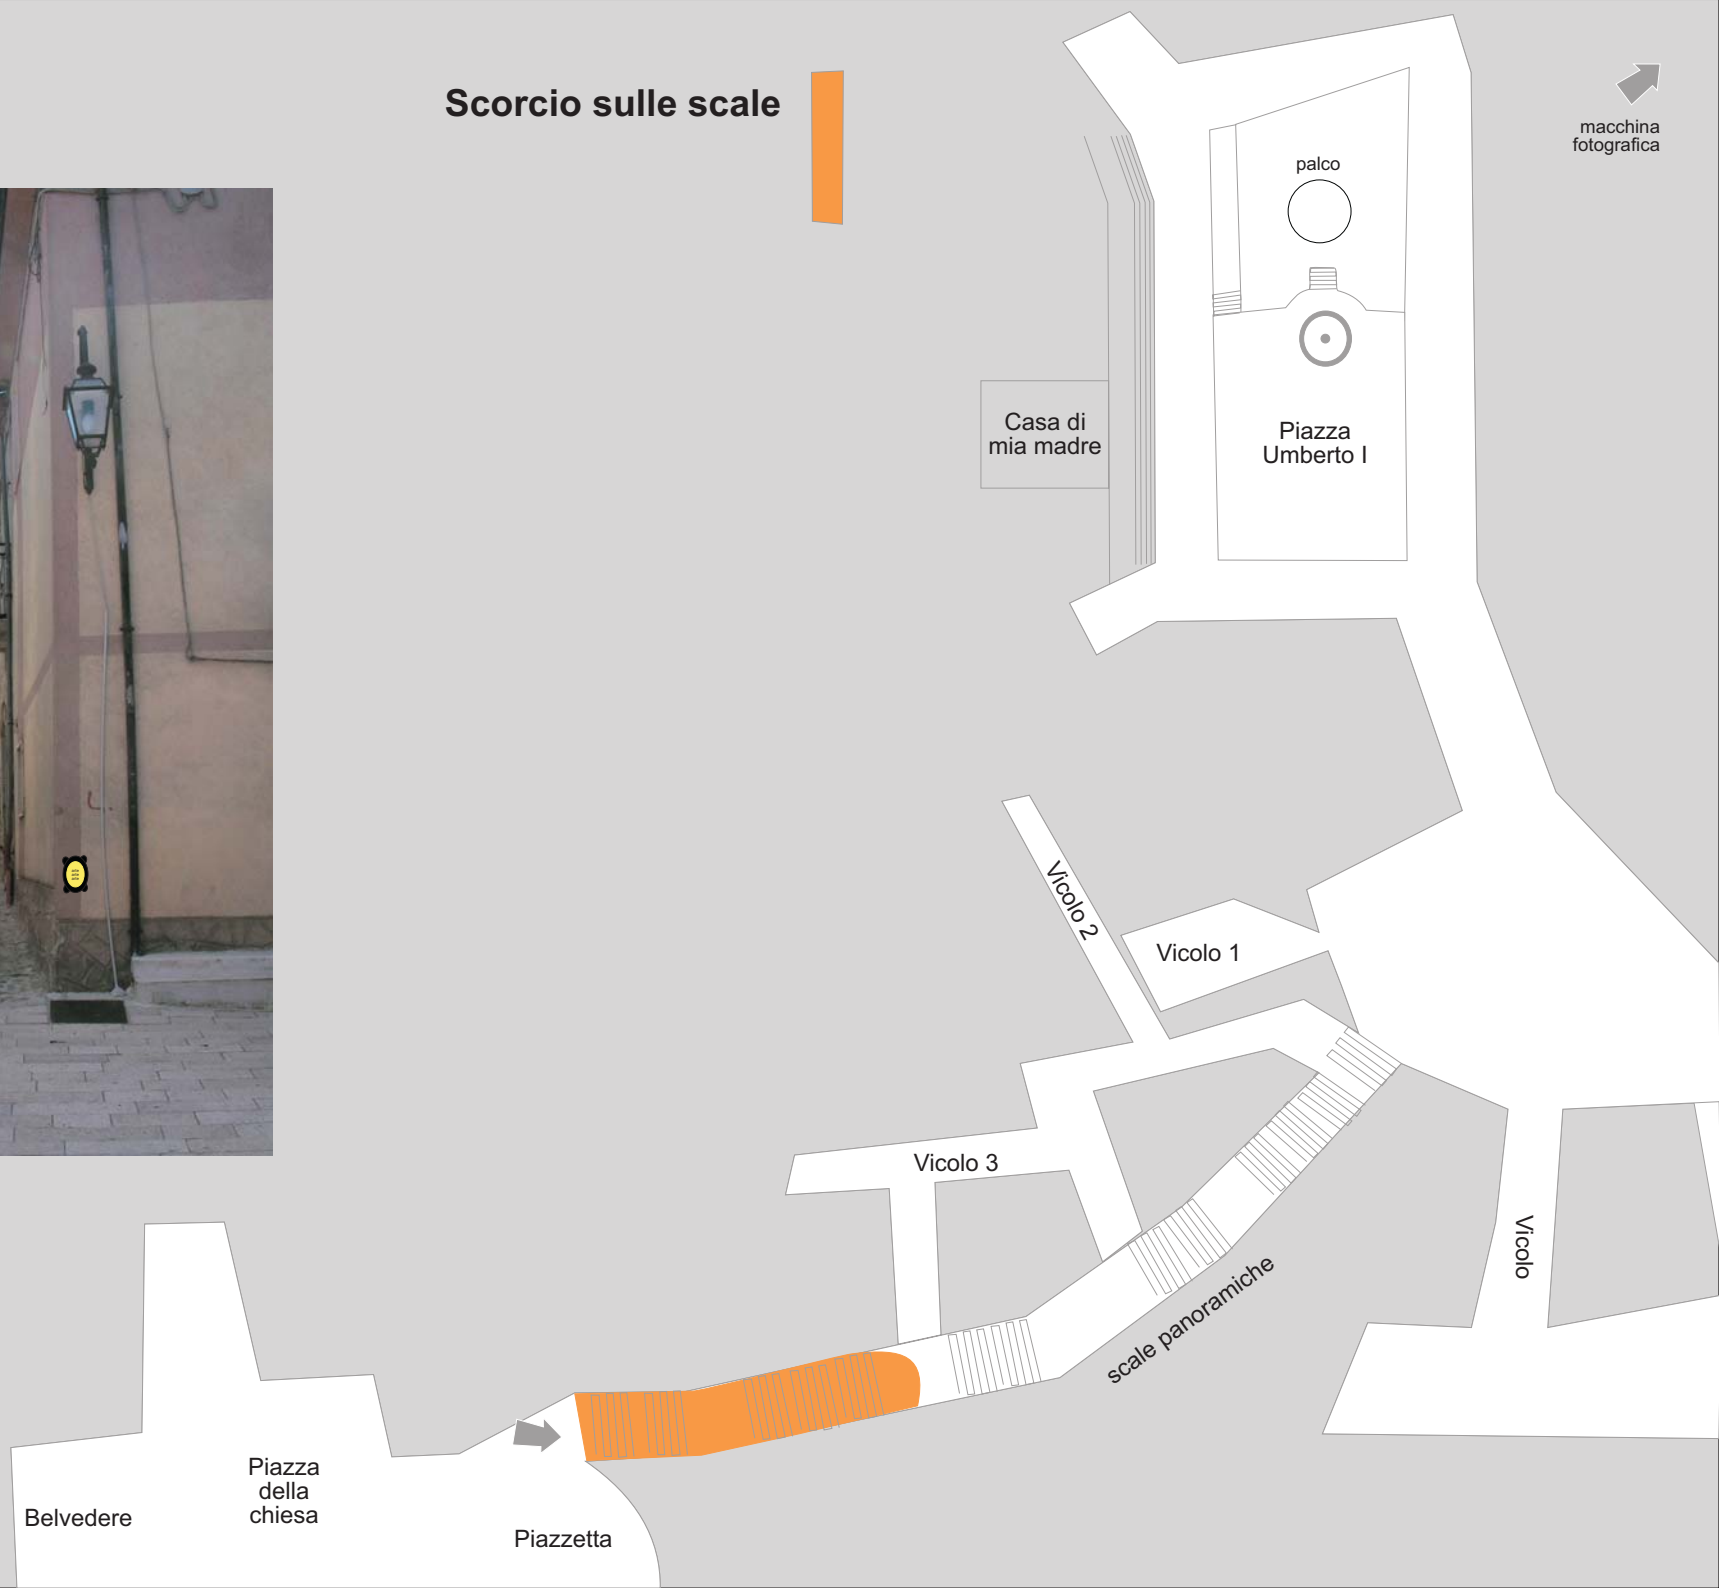 Scorcio sulle scale
macchina
fotografica
palco
Casa di
mia madre
Piazza
Umberto I
Vicolo 2
Vicolo 1
Vicolo 3
Vicolo
scale panoramiche
Piazza
della
chiesa
Belvedere
Piazzetta